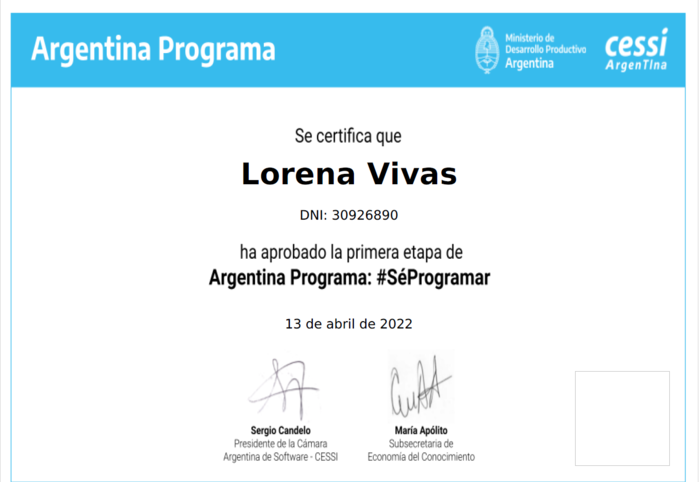 Argentina Programa
Ministerio de
Desarrollo Productivo
Argentina
cessi
ArgenTIna
Se certifica que
Lorena Vivas
DNI: 30926890
ha aprobado la primera etapa de
Argentina Programa: #SéProgramar
13 de abril de 2022
Sergio Candelo
Presidente de la Cámara
Argentina de Software - CESSI
María Apólito
Subsecretaria de
Economía del Conocimiento